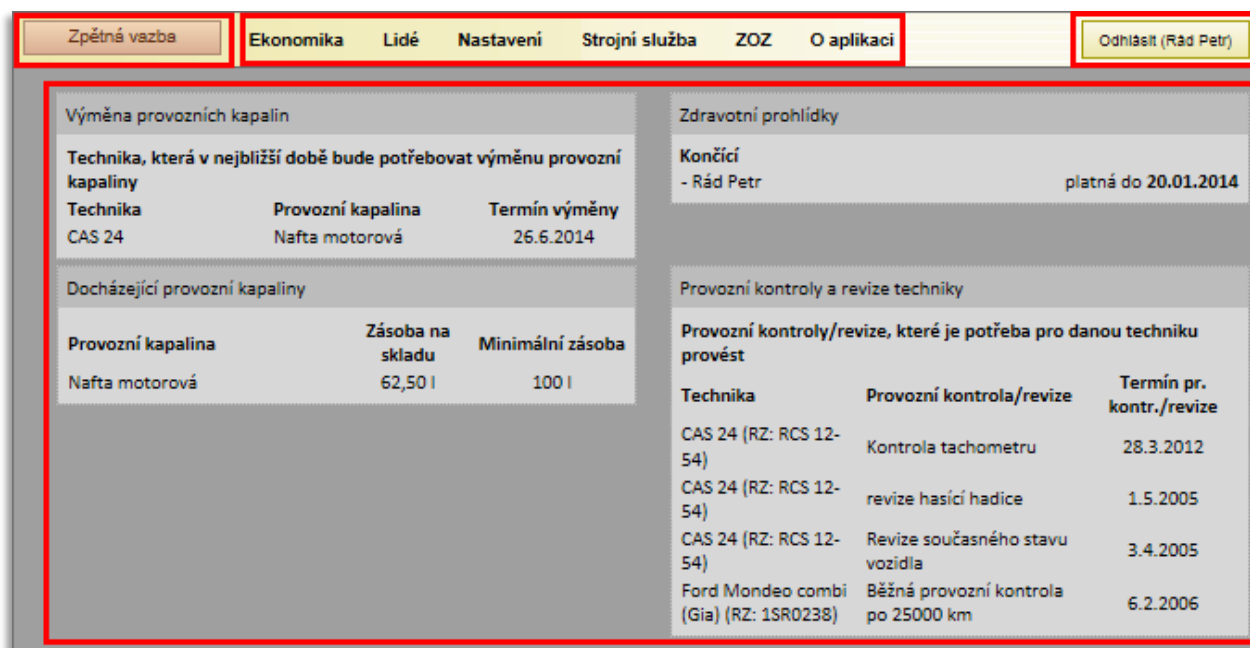 Zpětná vazba
Ekonomika Lidé Nastavení Strojní služba ZOZ O aplikaci
Odhlásit (Rád Petr)
Výměna provozních kapalin
Technika, která v nejbližší době bude potřebovat výměnu provozní
kapaliny
Technika Provozní kapalina Termín výměny
CAS 24 Nafta motorová 26.6.2014
Zdravotní prohlídky
Končící
- Rád Petr platná do 20.01.2014
Docházející provozní kapaliny
Provozní kapalina Zásoba na
skladu Minimální zásoba
Nafta motorová 62,50 l 100 l
Provozní kontroly a revize techniky
Provozní kontroly/revize, které je potřeba pro danou techniku
provést
Technika Provozní kontrola/revize Termín pr.
kontr./revize
CAS 24 (RZ: RCS 12-
54) Kontrola tachometru 28.3.2012
CAS 24 (RZ: RCS 12-
54) revize hasící hadice 1.5.2005
CAS 24 (RZ: RCS 12- Revize současného stavu
54) vozidla 3.4.2005
Ford Mondeo combi Běžná provozní kontrola
(Gia) (RZ: 1SR0238) po 25000 km 6.2.2006